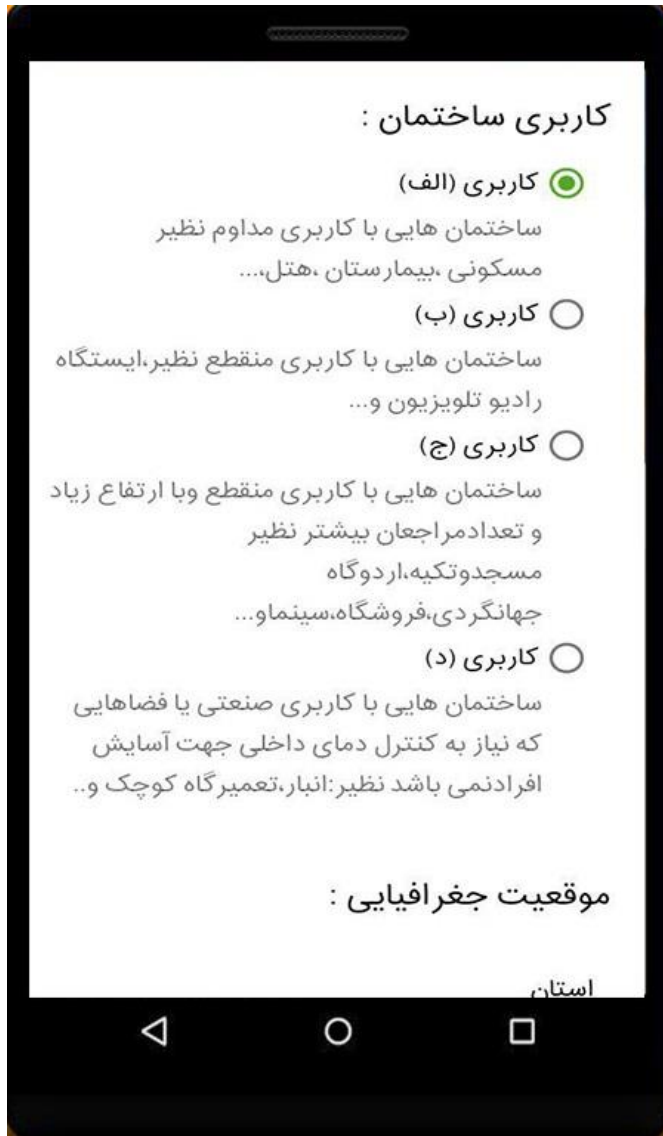 کاربری ساختمان :
کاربری (الف)
ساختمان هایی با کاربری مداوم نظیر
مسکونی ،بیمارستان ،هتل،...
کاربری (ب)
ساختمان هایی با کاربری منقطع نظیر،ایستگاه
رادیو تلویزیون و...
کاربری (ج)
ساختمان هایی با کاربری منقطع وبا ارتفاع زیاد
و تعدادمراجعان بیشتر نظیر
مسجدوتکیه،اردوگاه
جهانگردی،فروشگاه،سینماو...
کاربری (د)
ساختمان هایی با کاربری صنعتی یا فضاهایی
که نیاز به کنترل دمای داخلی جهت آسایش
افرادنمی باشد نظیر:انبار،تعمیرگاه کوچک و..
موقعیت جغرافیایی :
استان